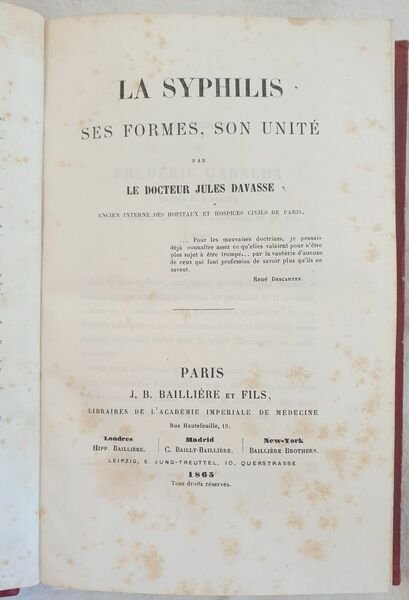 LA SYPHILIS
SES FORMES, SON UNITÉ
PAR
LE DOCTEUR JULES DAVASSE
ANCIEN INTERNE DES HOPITAUX ET HOSPICES CIVILS DE PARIS,
... Pour les mauvaises doctrines, je pensais
déjà connaître assez ce qu'elles valaient pour n'être
plus sujet à être trompé... par la vanterie d'aucuns
de ceux qui font profession de savoir plus qu'ils ne
savent.
René Descartes.
PARIS
J. B. BAILLIÈRE ET FILS,
LIBRAIRES DE L'ACADÉMIE IMPÉRIALE DE MÉDECINE
Rue Hautefeuille, 19.
Londres Madrid New-York
Hipp. Baillière. C. Bailly-Baillière. Baillière Brothers.
LEIPZIG, E. JUNG-TREUTTEL, 10, QUERSTRASSE
1865
Tous droits réservés.